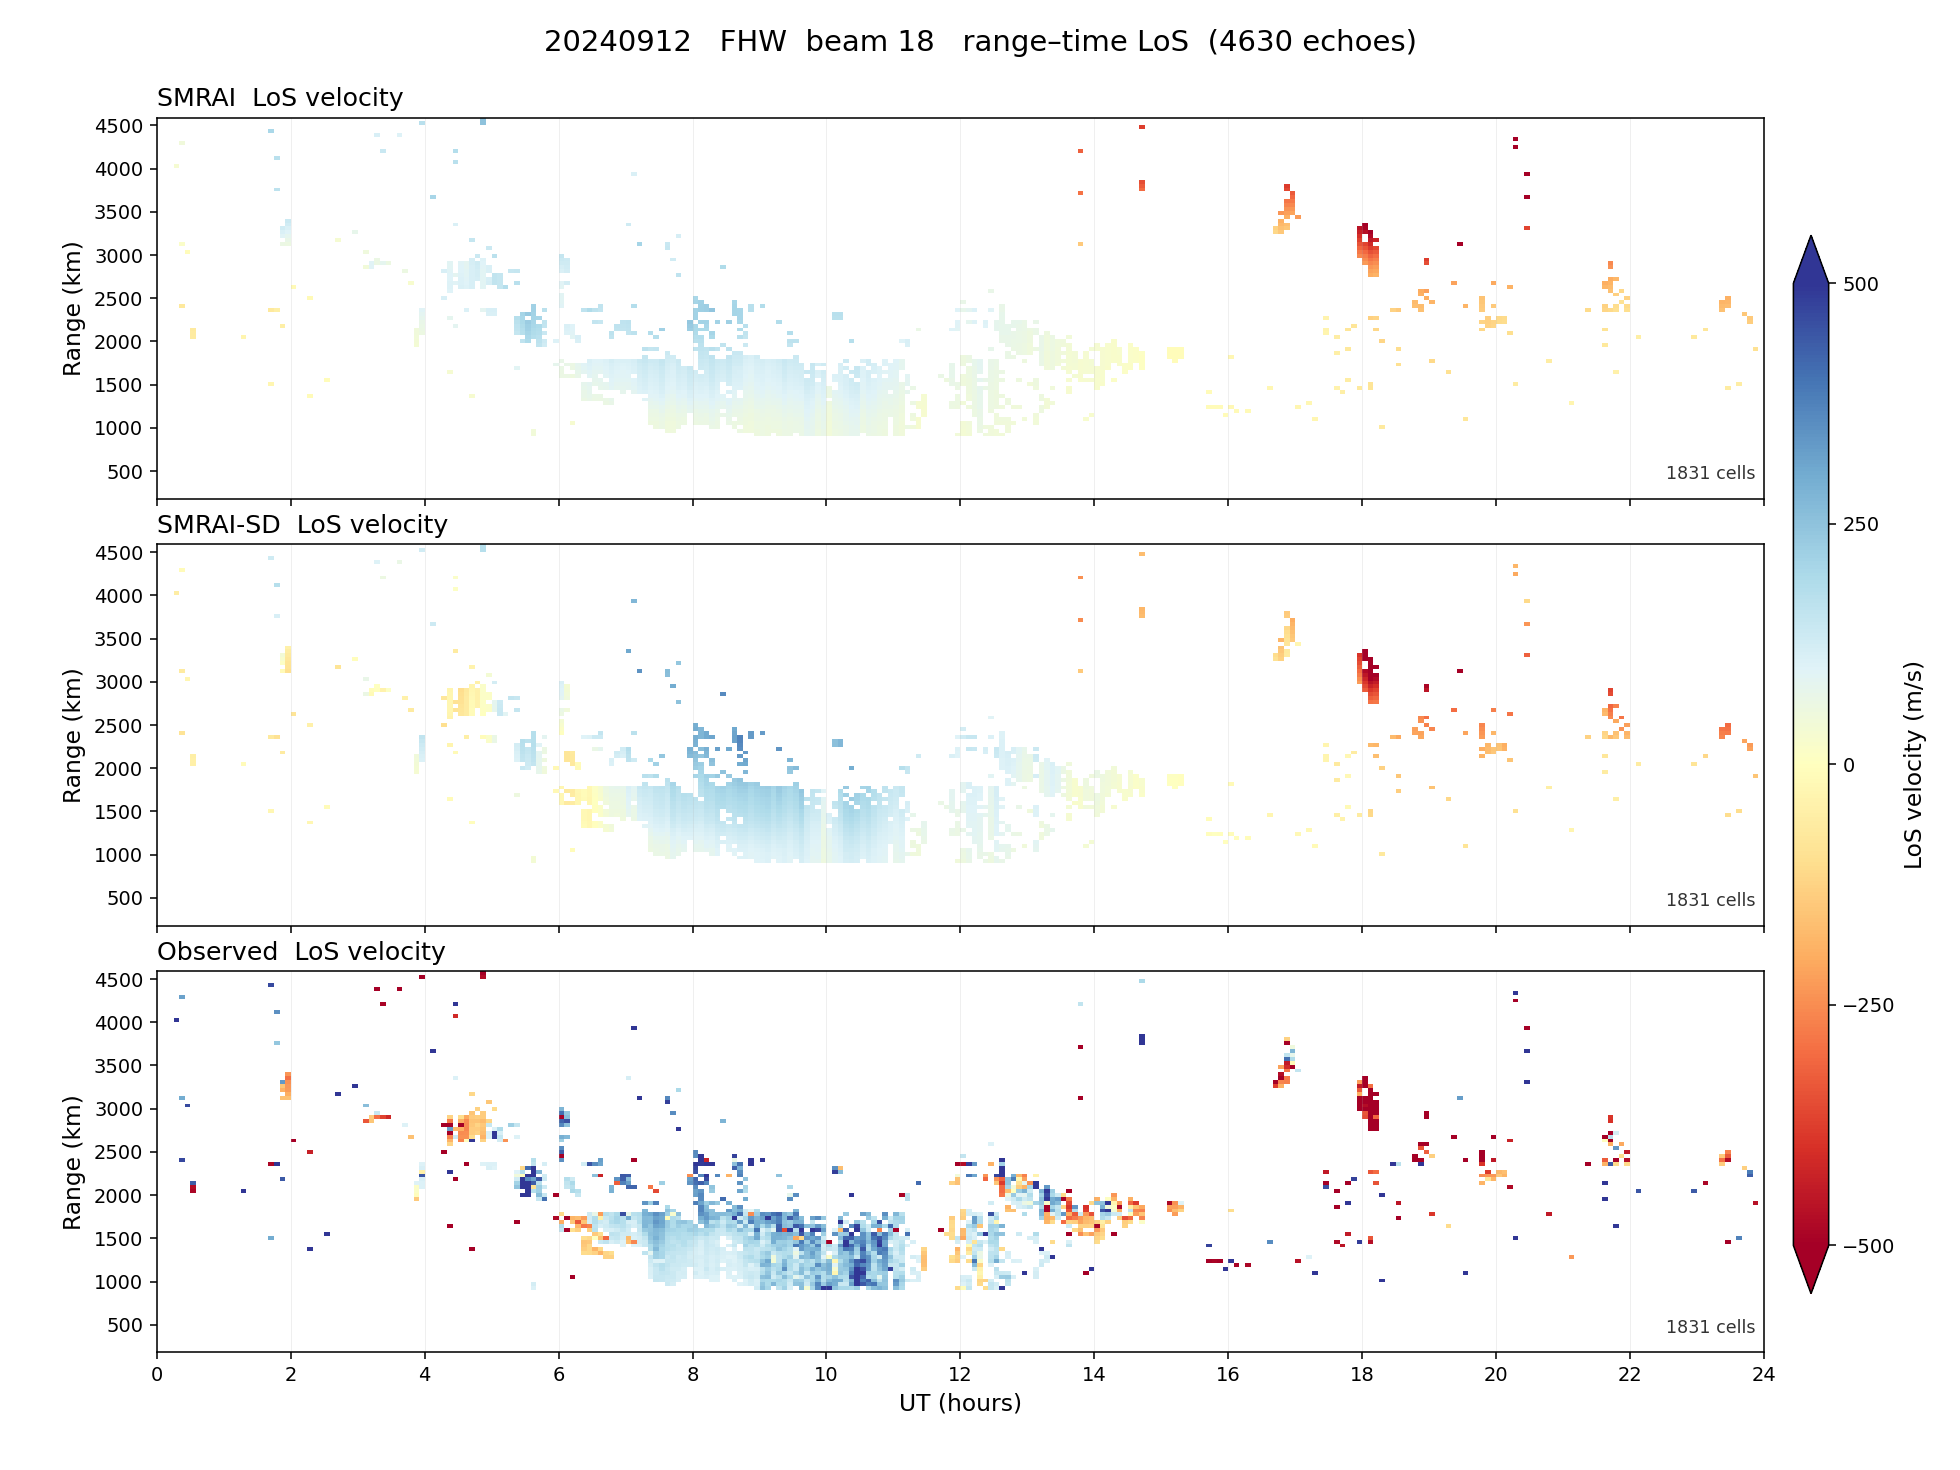 20240912   FHW  beam 18   range–time LoS  (4630 echoes)
SMRAI  LoS velocity
4500
4000
3500
3000
2500
2000
1500
1000
500
Range (km)
1831 cells
SMRAI-SD  LoS velocity
4500
4000
3500
3000
2500
2000
1500
1000
500
Range (km)
1831 cells
Observed  LoS velocity
4500
4000
3500
3000
2500
2000
1500
1000
500
Range (km)
1831 cells
0 2 4 6 8 10 12 14 16 18 20 22 24
UT (hours)
500
250
0
−250
−500
LoS velocity (m/s)